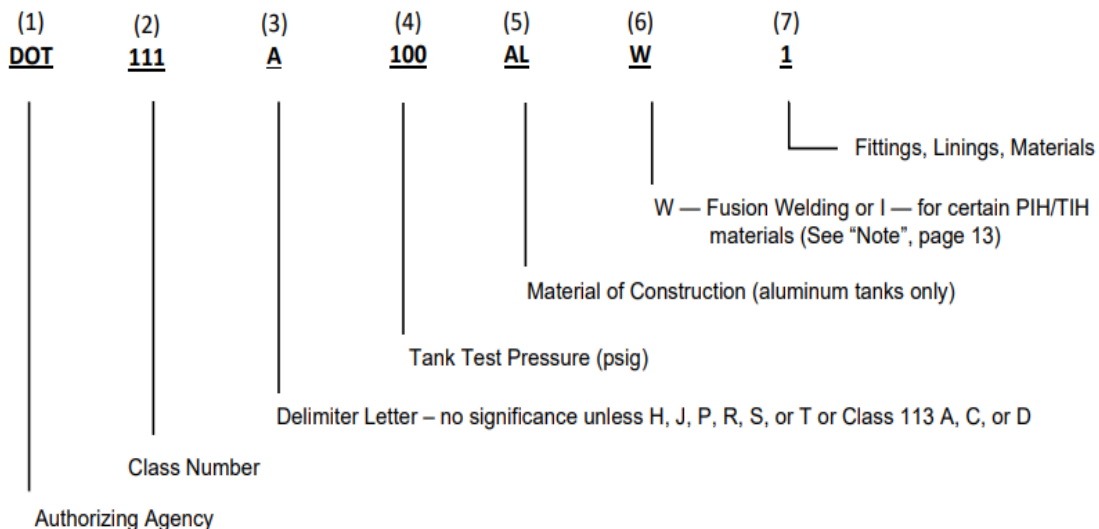 (1) (2) (3) (4) (5) (6) (7)
DOT 111 A 100 AL W 1
Fittings, Linings, Materials
W — Fusion Welding or I — for certain PIH/TIH
materials (See “Note”, page 13)
Material of Construction (aluminum tanks only)
Tank Test Pressure (psig)
Delimiter Letter – no significance unless H, J, P, R, S, or T or Class 113 A, C, or D
Class Number
Authorizing Agency